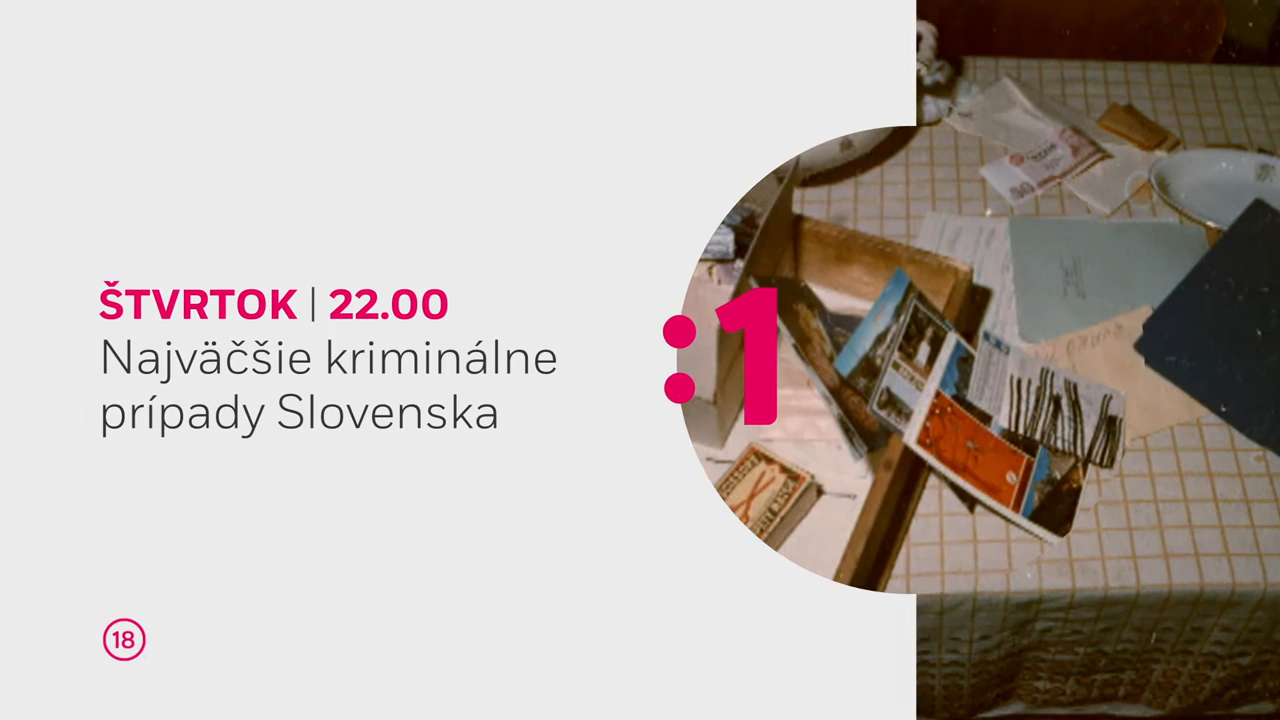 ŠTVRTOK | 22.00
Najväčšie kriminálne
prípady Slovenska
:1
18